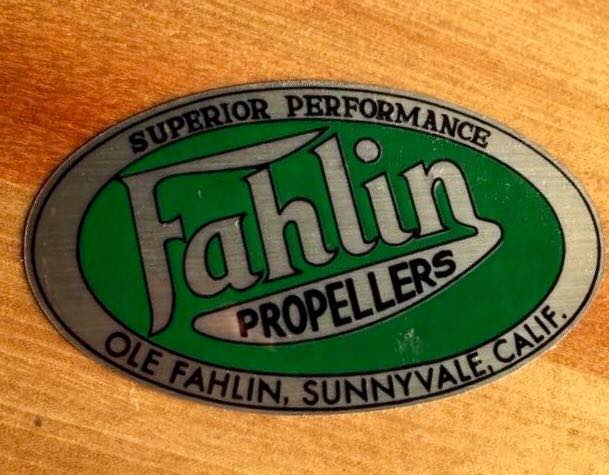 SUPERIOR PERFORMANCE
Fahlin
PROPELLERS
OLE FAHLIN, SUNNYVALE, CALIF.